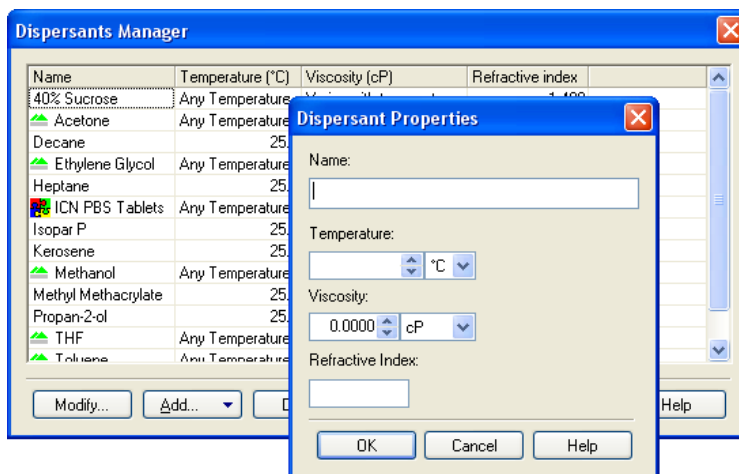 Dispersants Manager
Name Temperature (°C) Viscosity (cP) Refractive index
40% Sucrose Any Temperature
Acetone Any Temperature
Decane 25.
Ethylene Glycol Any Temperature
Heptane 25.
ICN PBS Tablets Any Temperature
Isopar P 25.
Kerosene 25.
Methanol Any Temperature
Methyl Methacrylate 25.
Propan-2-ol 25.
THF Any Temperature
Toluene Any Temperature
Modify... Add... D Help
Dispersant Properties
Name:
Temperature:
°C
Viscosity:
0.0000 cP
Refractive Index:
OK Cancel Help